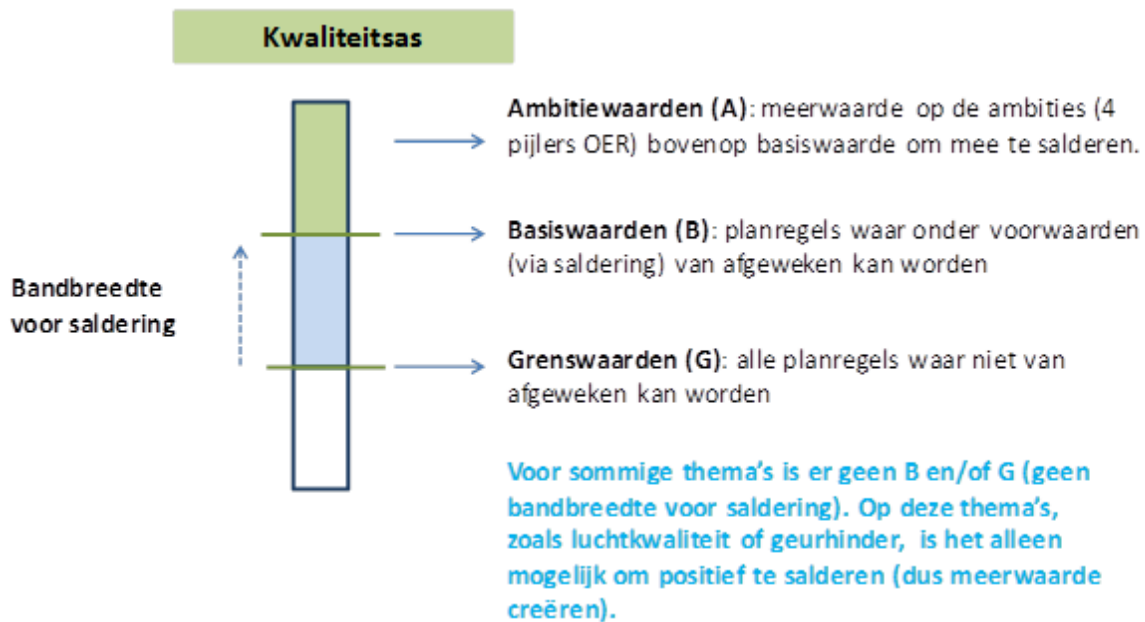 Kwaliteitsas
Ambitiewaarden (A): meerwaarde op de ambities (4
pijlers OER) bovenop basiswaarde om mee te salderen.
Basiswaarden (B): planregels waar onder voorwaarden
(via saldering) van afgeweken kan worden
Bandbreedte
voor saldering
Grenswaarden (G): alle planregels waar niet van
afgeweken kan worden
Voor sommige thema's is er geen B en/of G (geen
bandbreedte voor saldering). Op deze thema's,
zoals luchtkwaliteit of geurhinder, is het alleen
mogelijk om positief te salderen (dus meerwaarde
creëren).